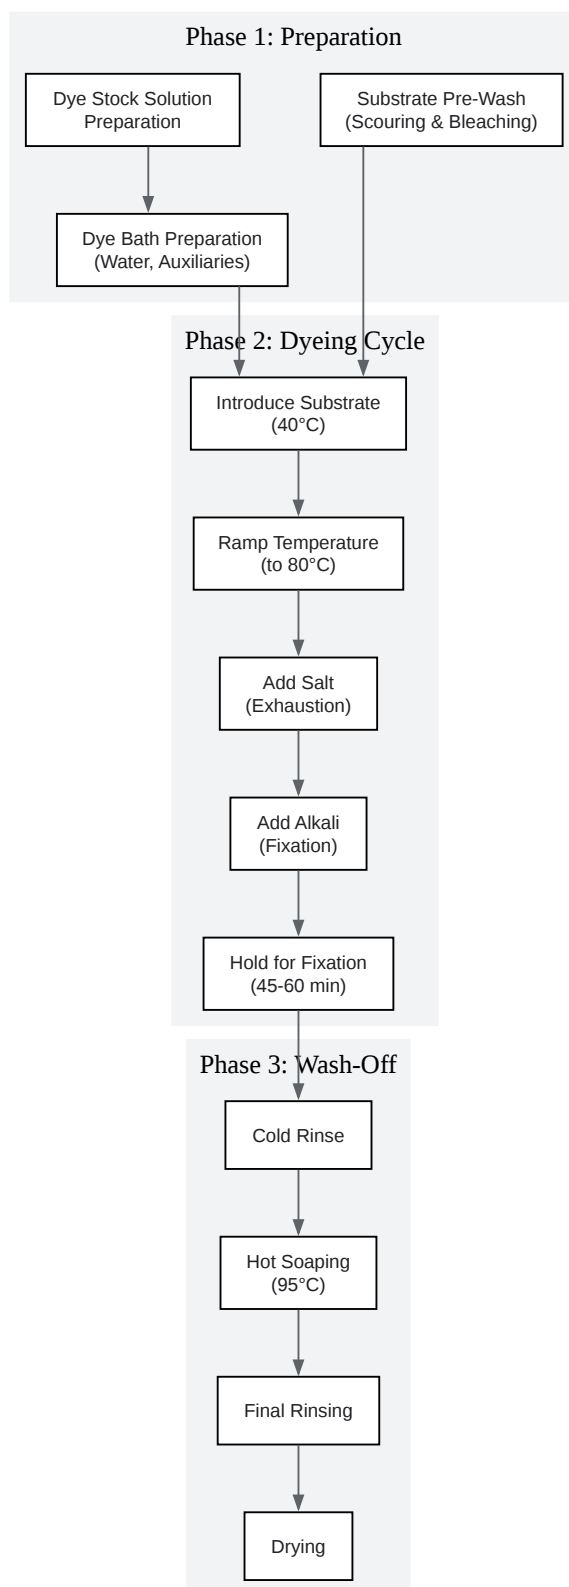 Phase 1: Preparation
Dye Stock Solution
Preparation
Substrate Pre-Wash
(Scouring & Bleaching)
Dye Bath Preparation
(Water, Auxiliaries)
Phase 2: Dyeing Cycle
Introduce Substrate
(40°C)
Ramp Temperature
(to 80°C)
Add Salt
(Exhaustion)
Add Alkali
(Fixation)
Hold for Fixation
(45-60 min)
Phase 3: Wash-Off
Cold Rinse
Hot Soaping
(95°C)
Final Rinsing
Drying